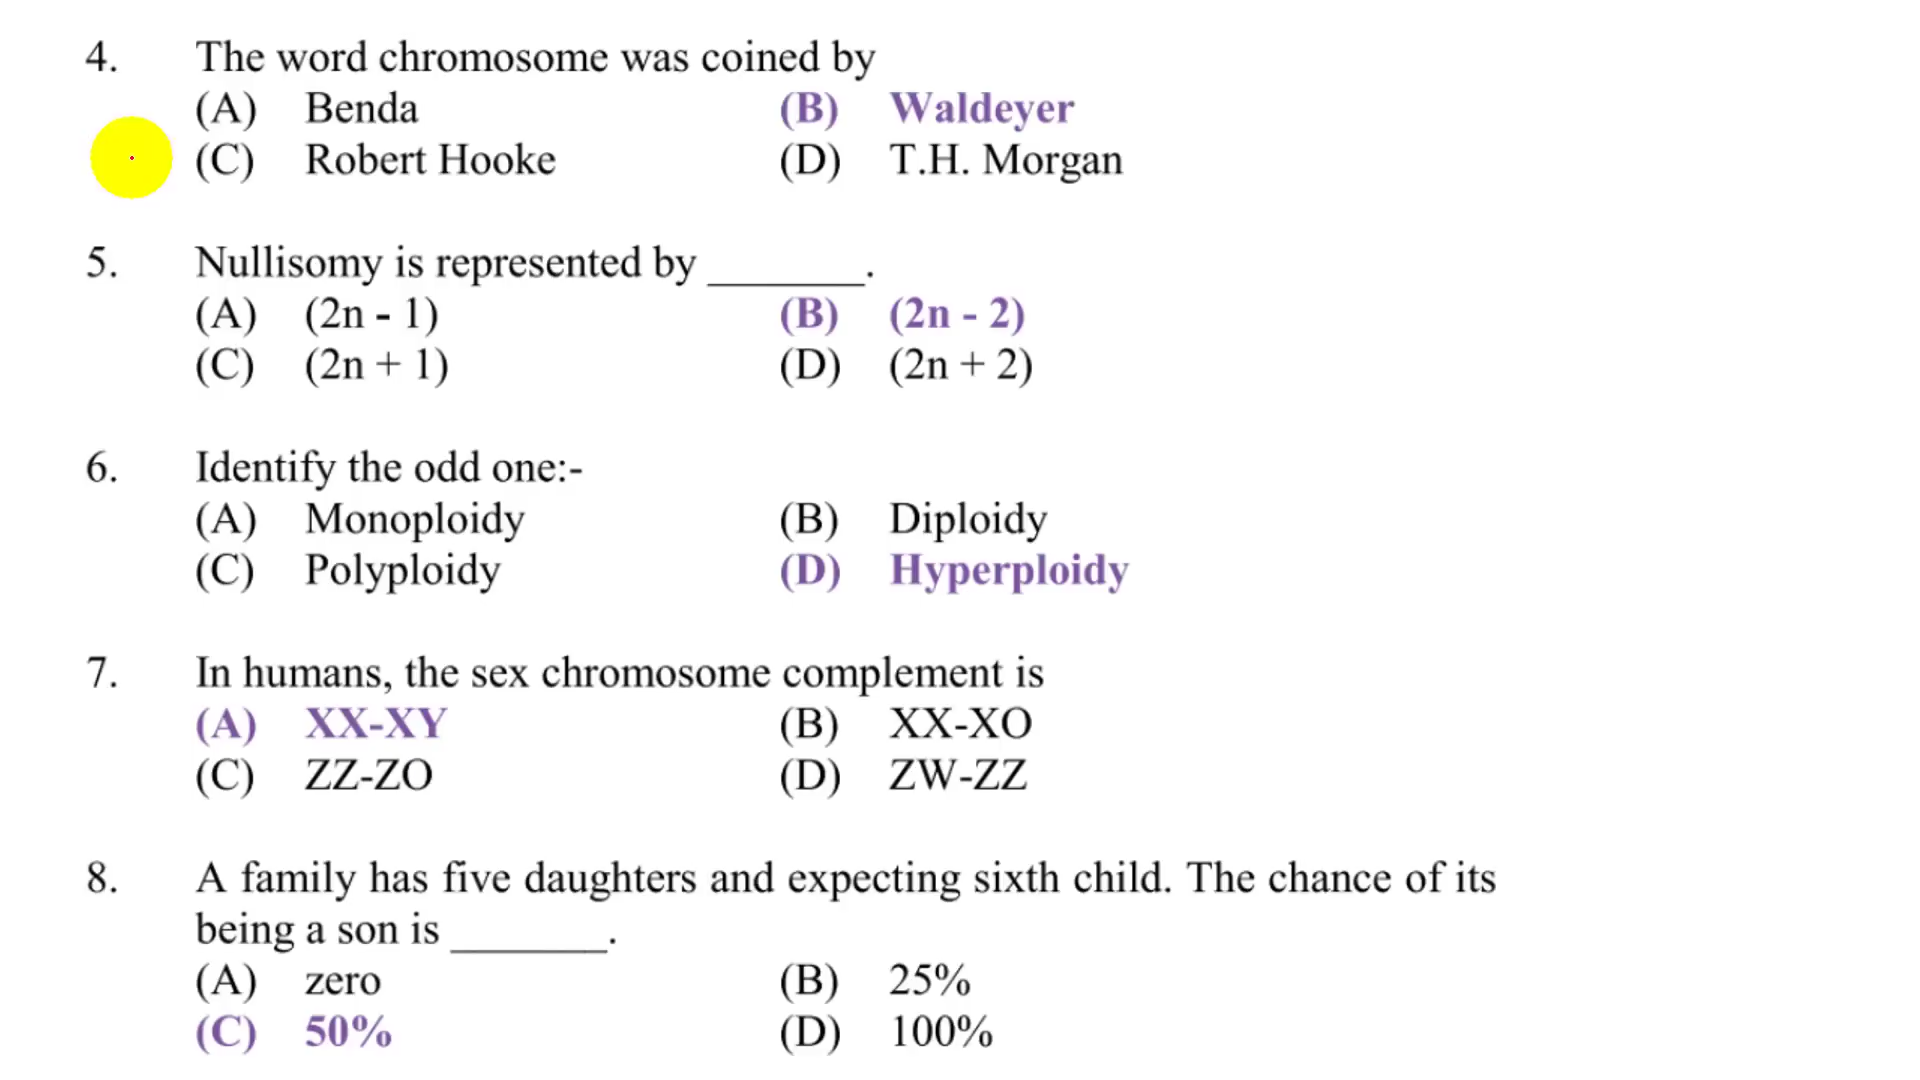 4. The word chromosome was coined by
(A) Benda (B) Waldeyer
(C) Robert Hooke (D) T.H. Morgan
5. Nullisomy is represented by _______.
(A) (2n - 1) (B) (2n - 2)
(C) (2n + 1) (D) (2n + 2)
6. Identify the odd one:-
(A) Monoploidy (B) Diploidy
(C) Polyploidy (D) Hyperploidy
7. In humans, the sex chromosome complement is
(A) XX-XY (B) XX-XO
(C) ZZ-ZO (D) ZW-ZZ
8. A family has five daughters and expecting sixth child. The chance of its
being a son is _______.
(A) zero (B) 25%
(C) 50% (D) 100%